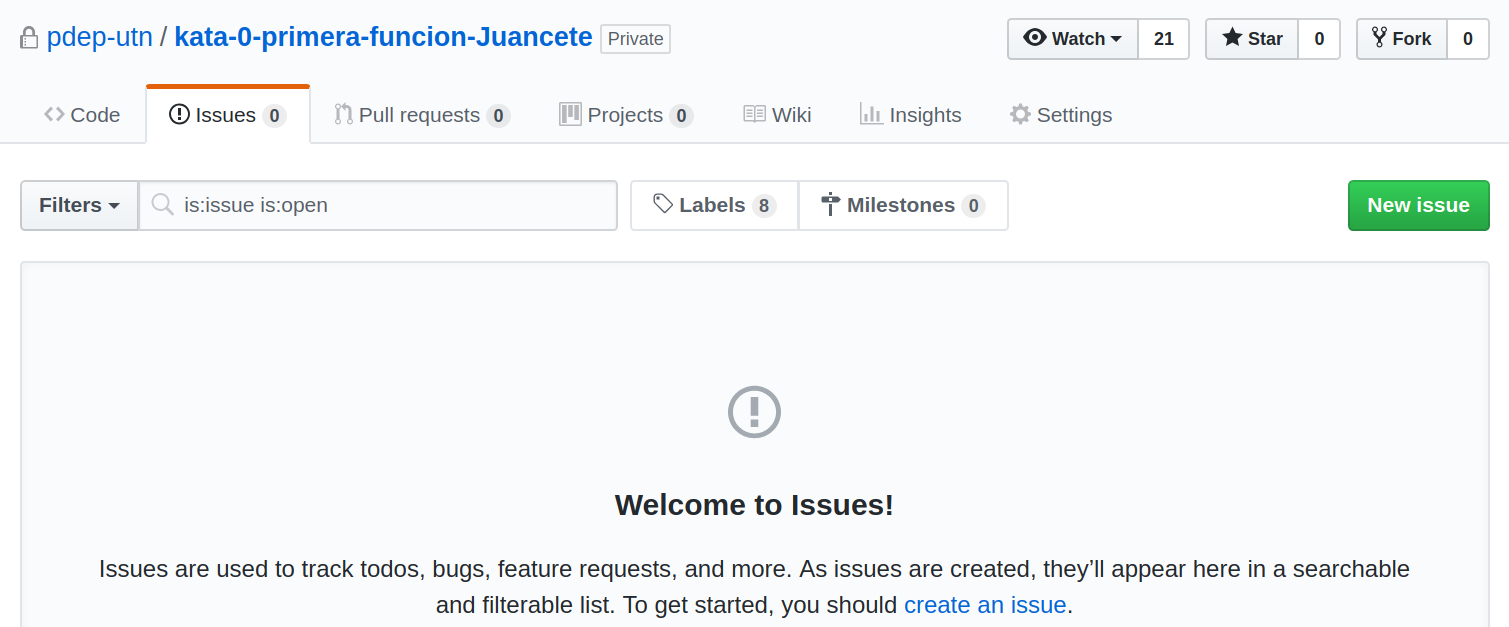 pdep-utn / kata-0-primera-funcion-Juancete Private Watch 21 Star 0 Fork 0
Code Issues 0 Pull requests 0 Projects 0 Wiki Insights Settings
Filters is:issue is:open Labels 8 Milestones 0 New issue
Welcome to Issues!
Issues are used to track todos, bugs, feature requests, and more. As issues are created, they’ll appear here in a searchable
and filterable list. To get started, you should create an issue.